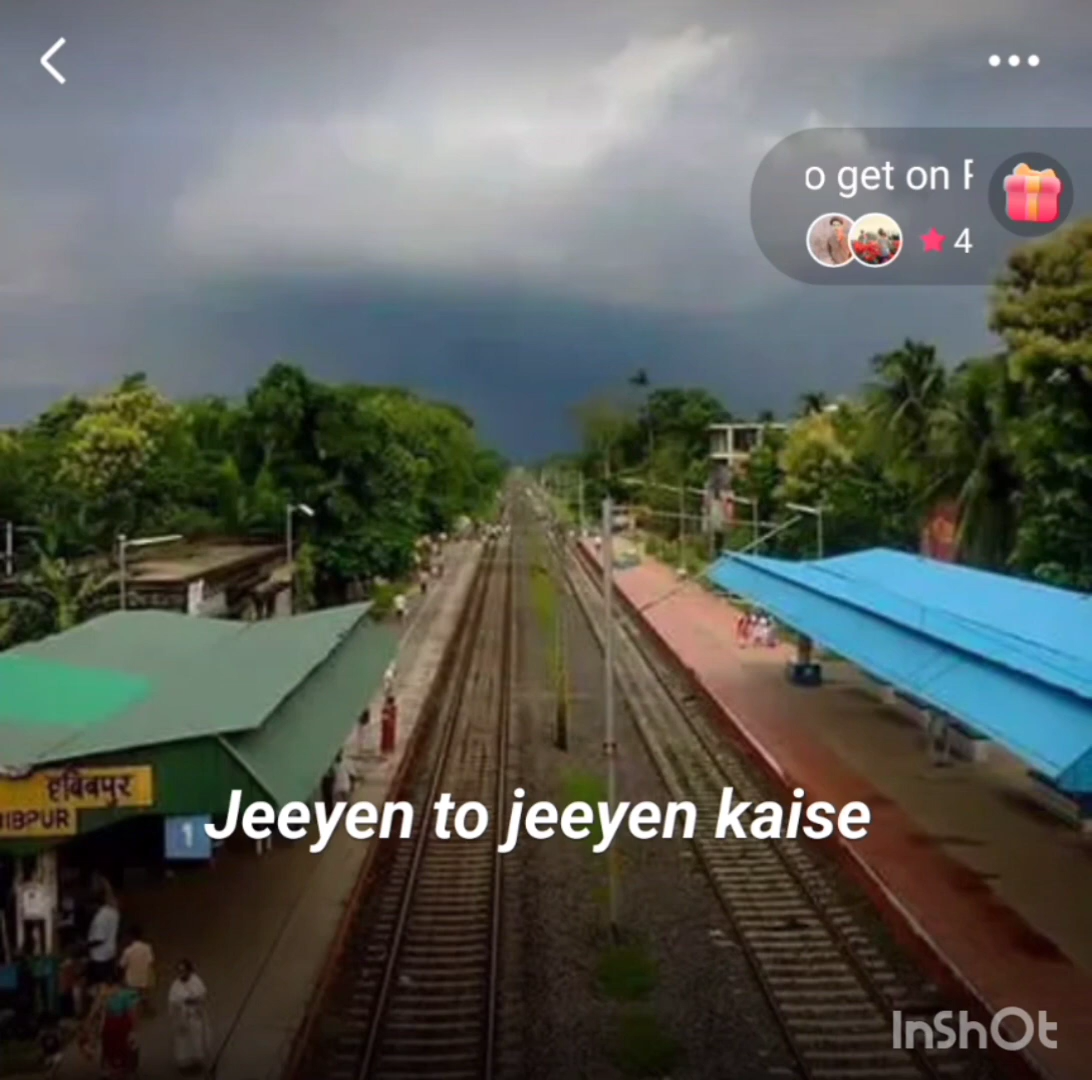 o get on F
4
हबिबपुर
IBPUR
1
Jeeyen to jeeyen kaise
InShOt